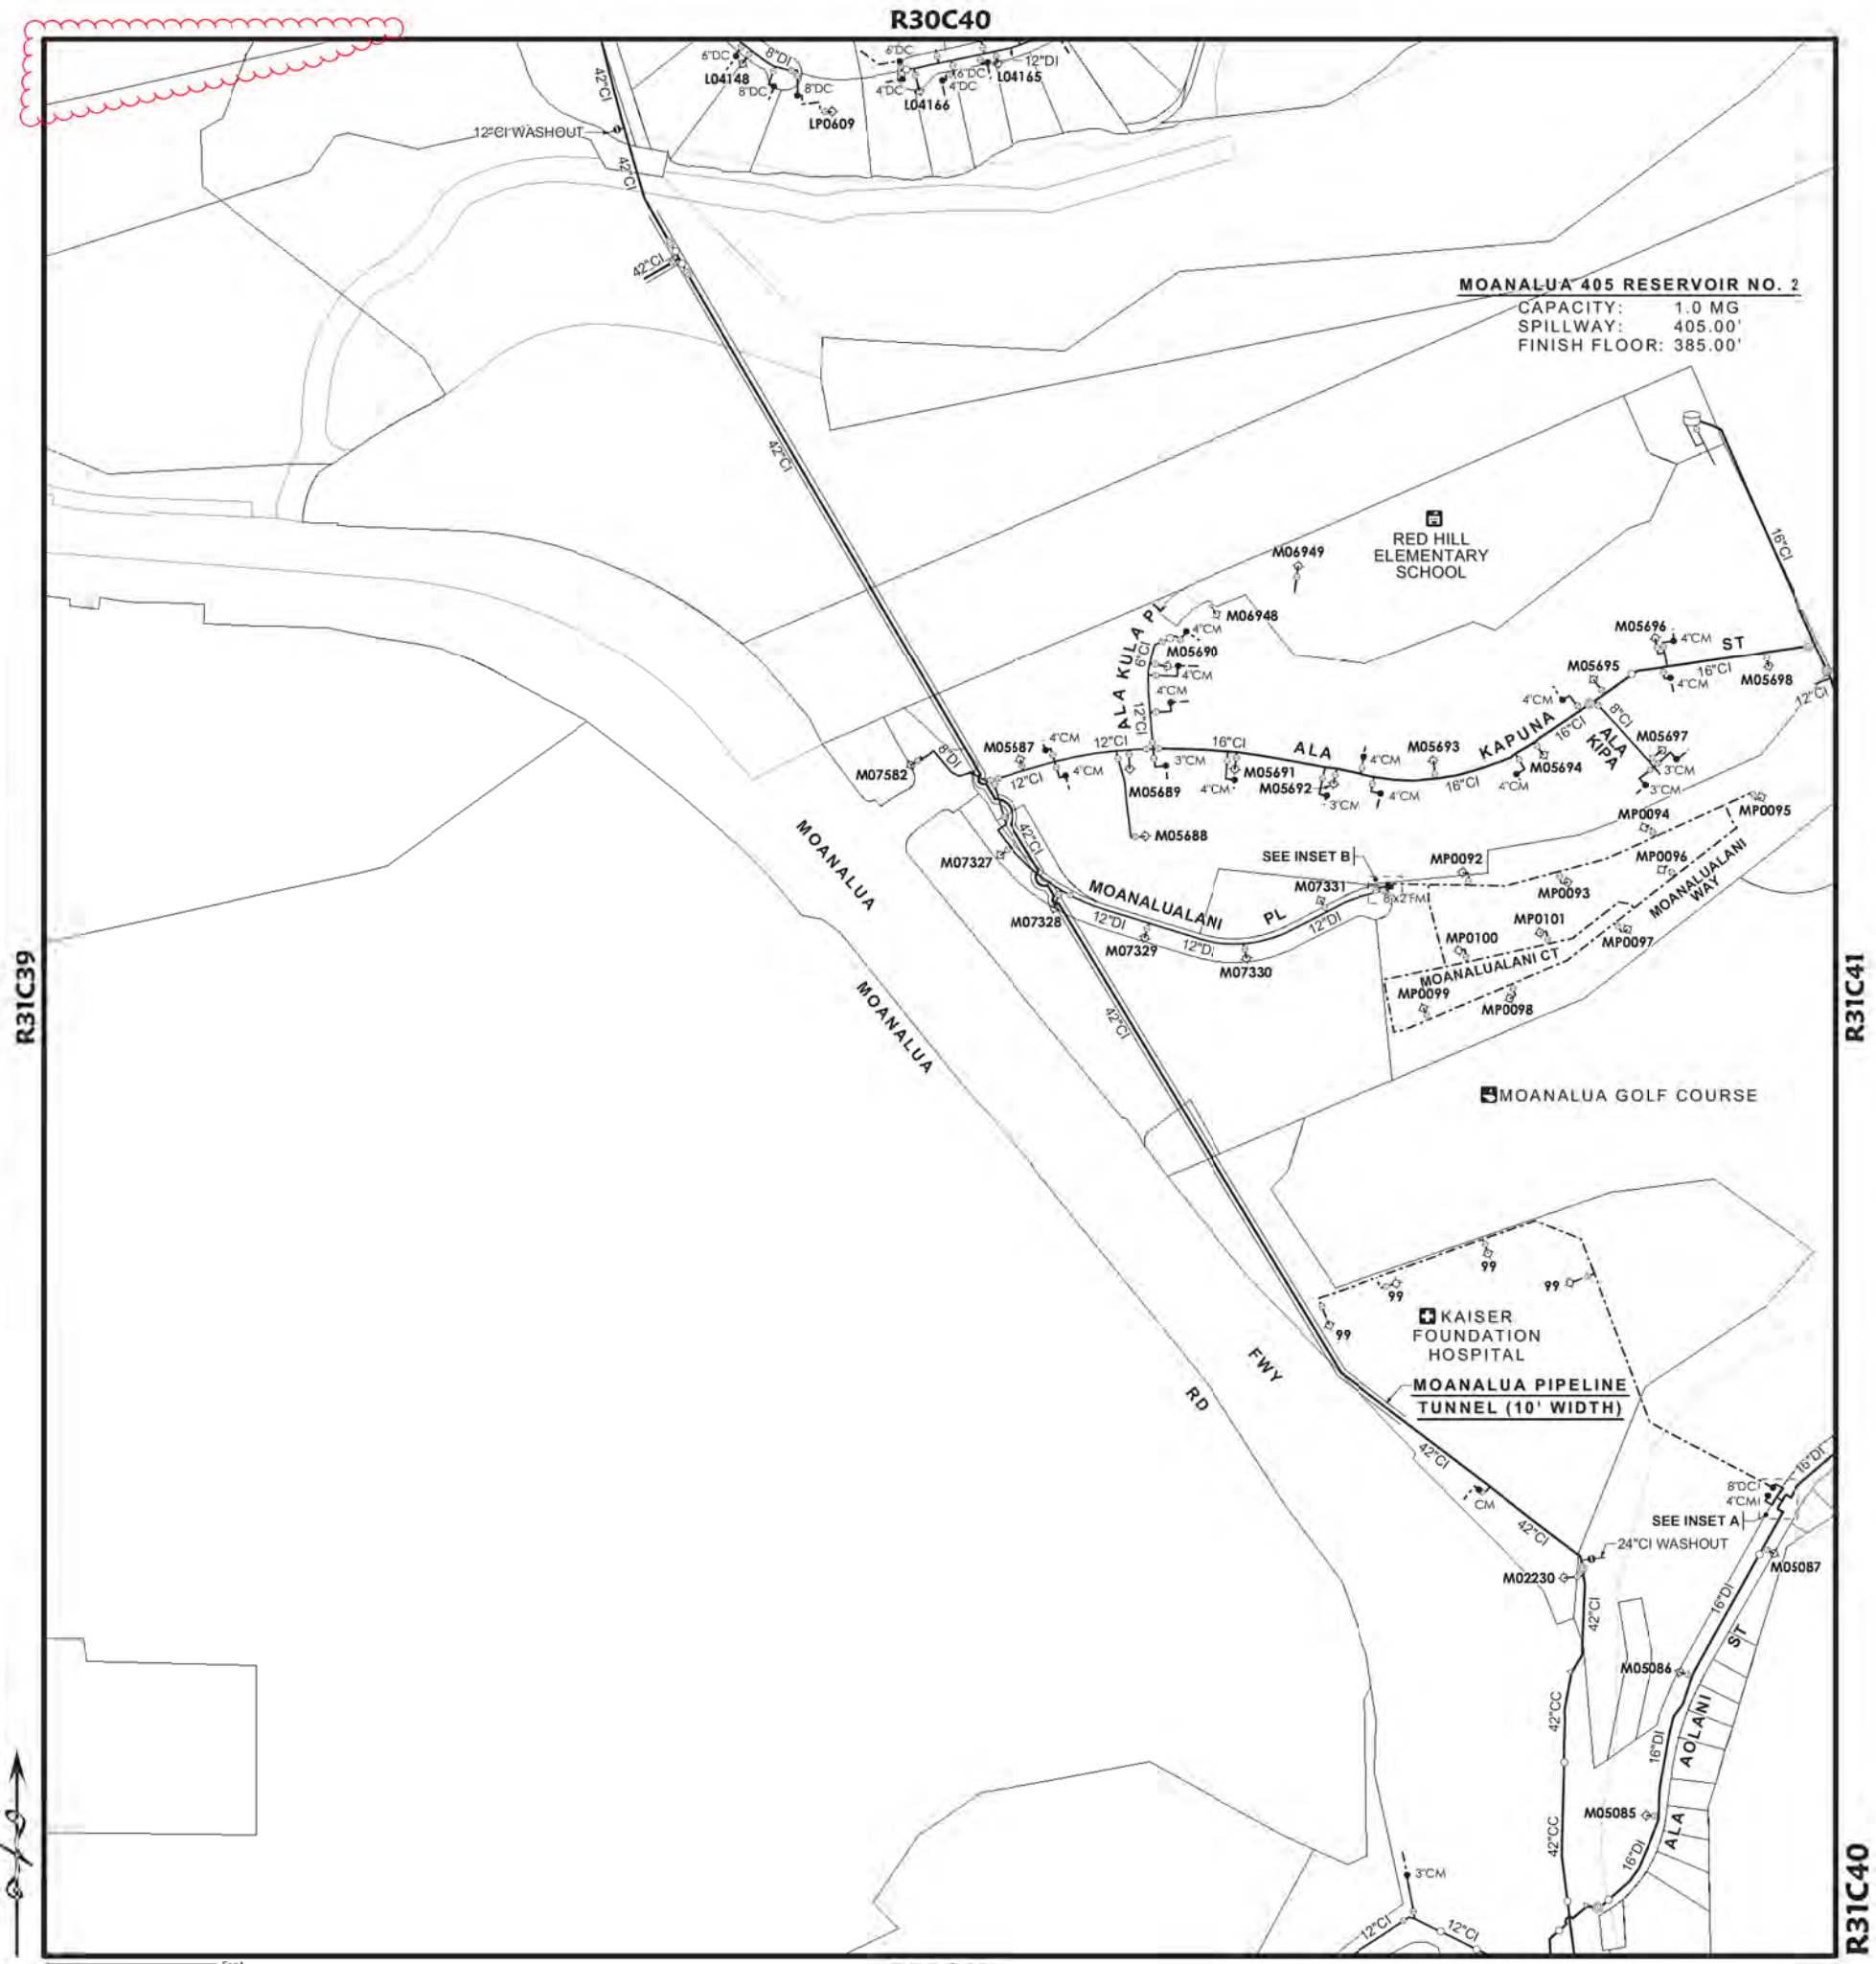 R30C40
6"DC
8"DI
6"DC
12"DI
L04148
8"DC
8"DC
4"DC
6"DC
4"DC
L04165
L04166
LP0609
42"CI
12"CI WASHOUT
42"CI
42"CI
MOANALUA 405 RESERVOIR NO. 2
CAPACITY: 1.0 MG
SPILLWAY: 405.00'
FINISH FLOOR: 385.00'
42"CI
16"CI
RED HILL
ELEMENTARY
SCHOOL
M06949
M06948
ALA KULA PL
4"CM
6"CI
M05690
4"CM
4"CM
12"CI
M05696
4"CM
ST
16"CI
M05695
4"CM
M05698
12"CI
4"CM
8"CI
16"CI
KAPUNA
ALA
KIPA
M05697
3"CM
3"CM
M05687
4"CM
12"CI
16"CI
ALA
4"CM
M05693
M05694
M07582
8"DI
12"CI
4"CM
3"CM
M05691
4"CM
M05692
3"CM
4"CM
16"CI
4"CM
M05689
M05688
MP0095
MP0094
MOANALUA
M07327
42"CI
SEE INSET B
MP0092
MP0096
MOANALUALANI
WAY
MOANALUALANI
PL
M07331
8"x2"FM
MP0093
M07328
12"DI
M07329
12"DI
M07330
12"DI
MP0101
MP0100
MP0097
MOANALUALANI CT
MP0099
MP0098
R31C39
R31C41
MOANALUA
42"CI
MOANALUA GOLF COURSE
99
99
99
99
KAISER
FOUNDATION
HOSPITAL
FWY
RD
MOANALUA PIPELINE
TUNNEL (10' WIDTH)
42"CI
16"DI
8"DC
4"CM
CM
SEE INSET A
42"CI
24"CI WASHOUT
M02230
M05087
42"CI
16"DI
ST
M05086
42"CC
16"DI
AOLANI
M05085
ALA
42"CC
16"DI
3"CM
12"CI
12"CI
R31C40